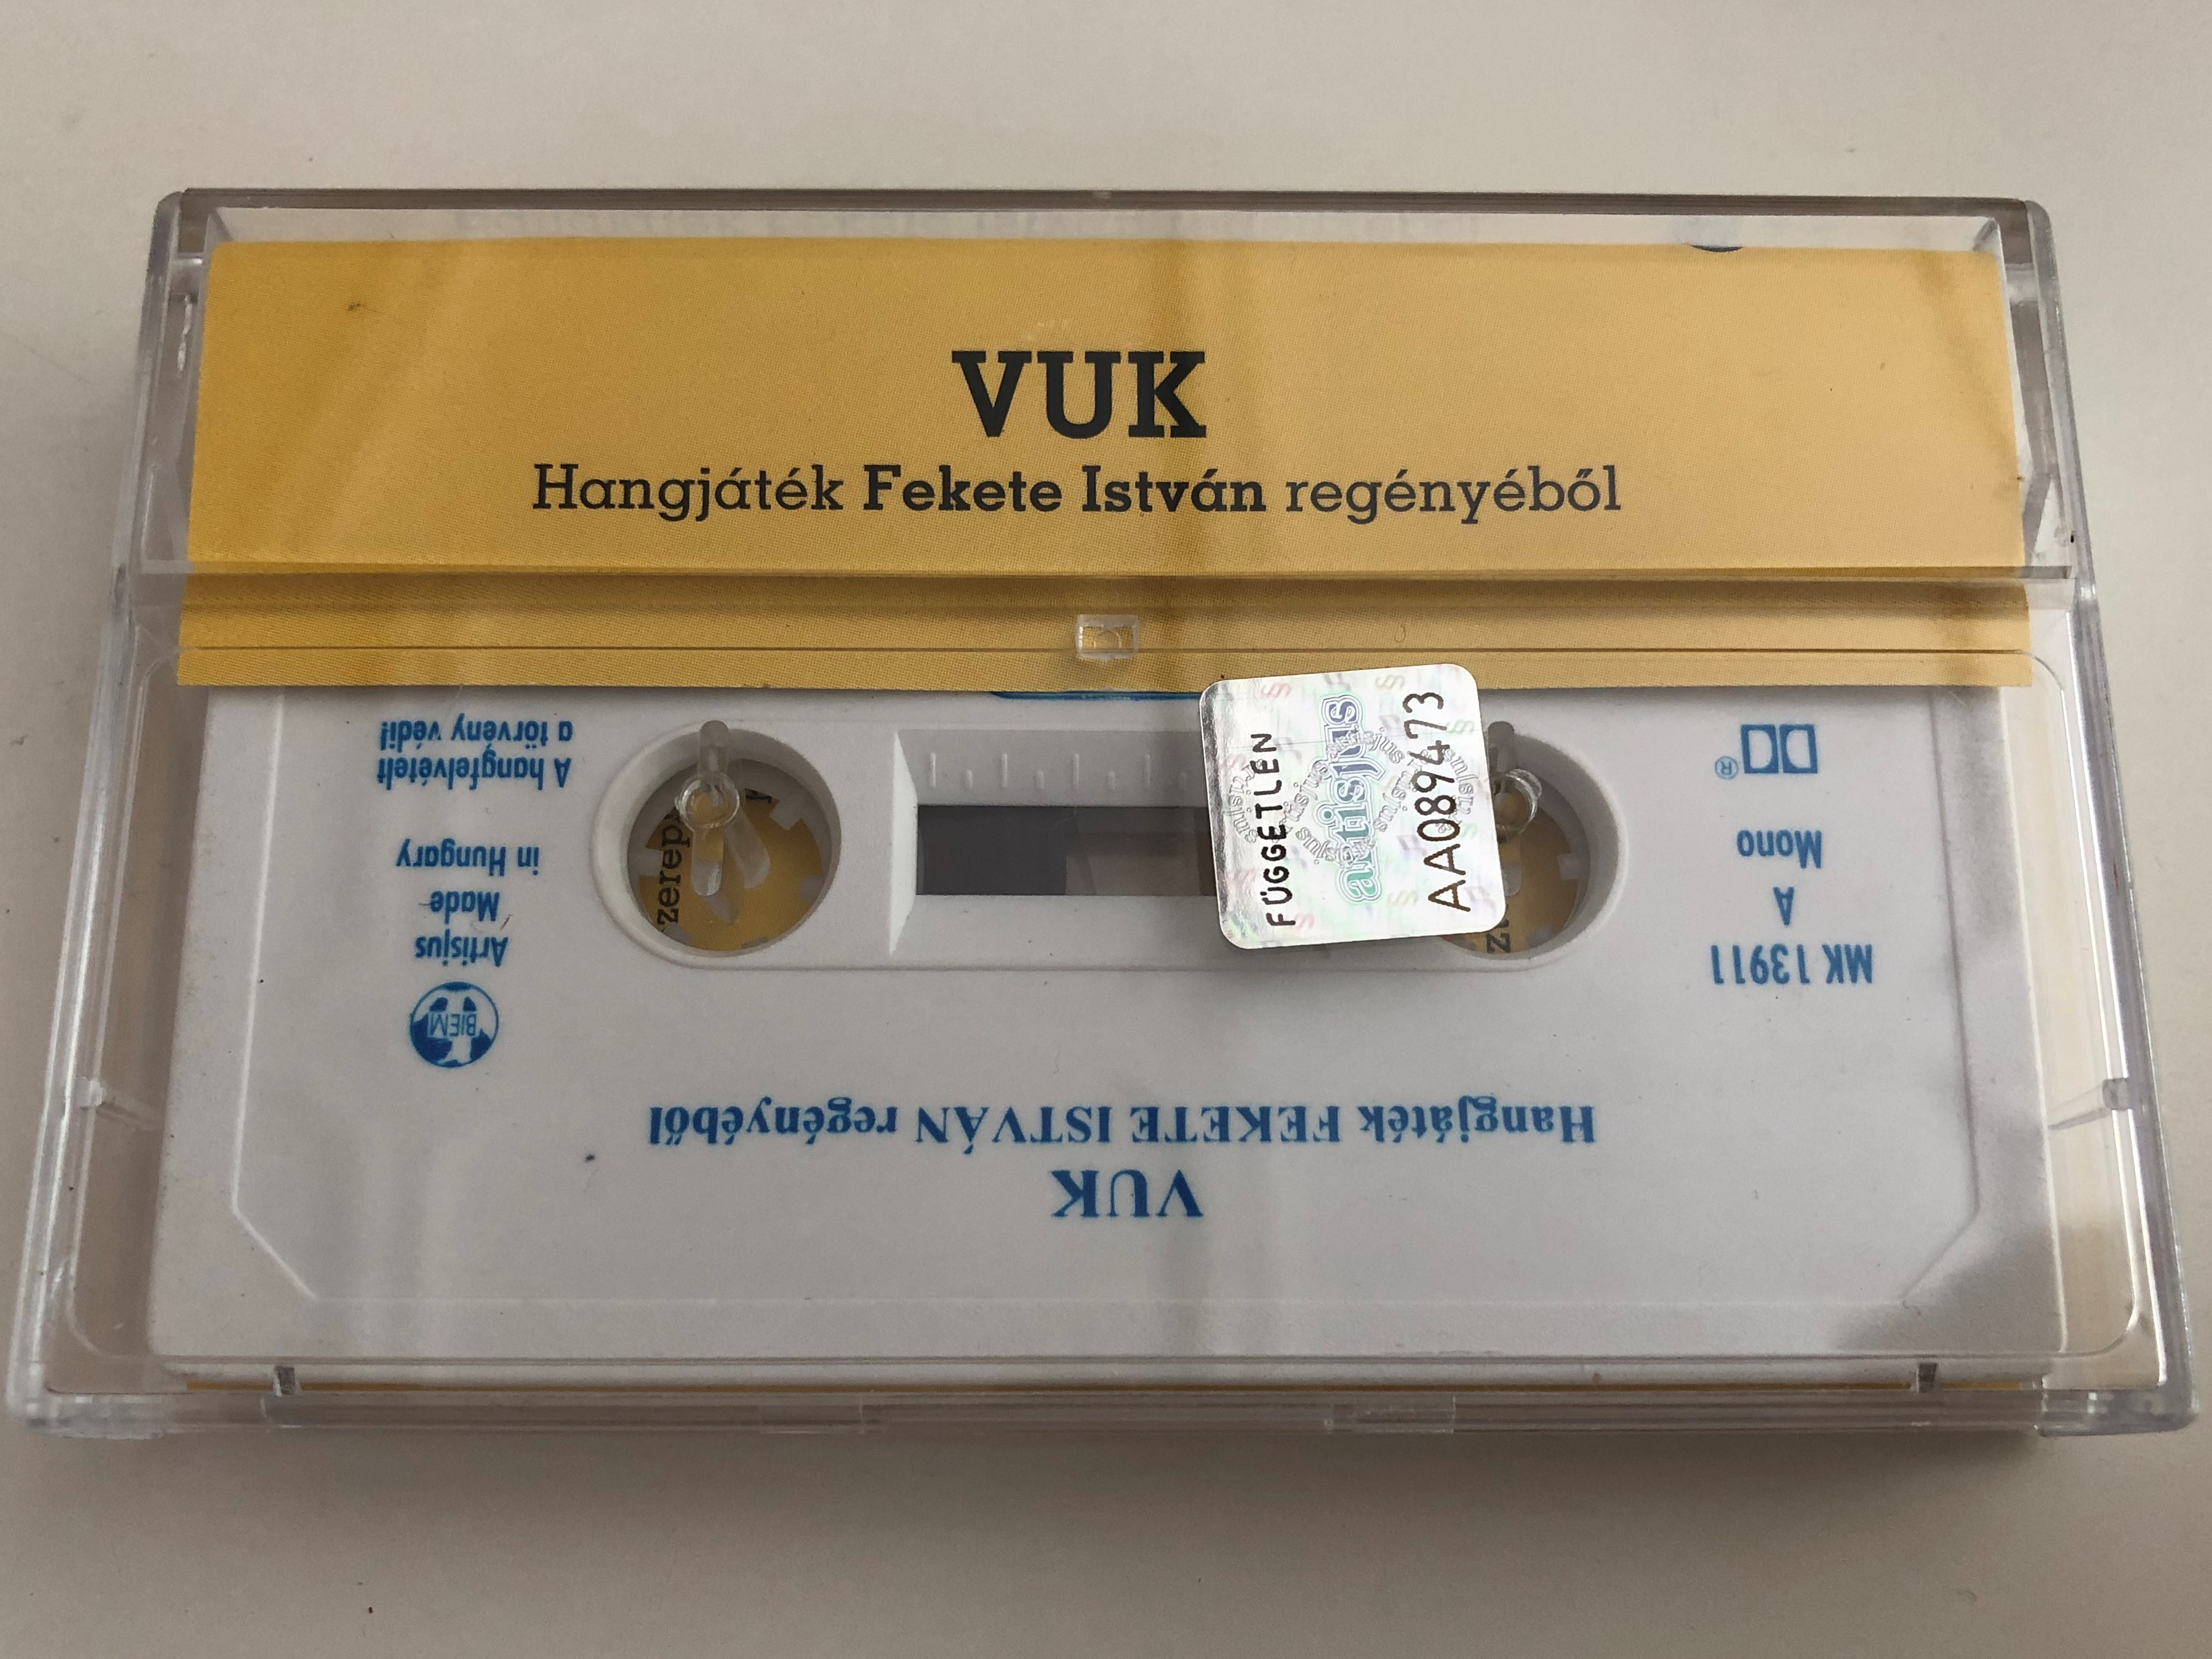 VUK
Hangjáték Fekete István regényéből
FÜGGETLEN
artisjus
AA089473
VUK
Hangjáték FEKETE ISTVÁN regényéből
MK 13911
A
Mono
®
BIEM
Artisjus
Made
in Hungary
A hangfelvételt
a törvény védi!
zerep